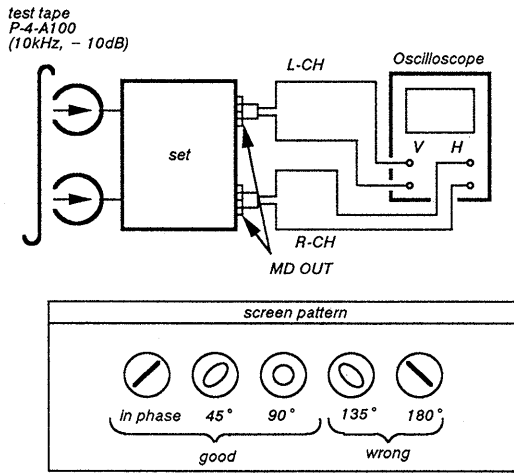 test tape
P-4-A100
(10kHz, – 10dB)
L-CH
Oscilloscope
set
V H
R-CH
MD OUT
screen pattern
in phase 45° 90° 135° 180°
good wrong